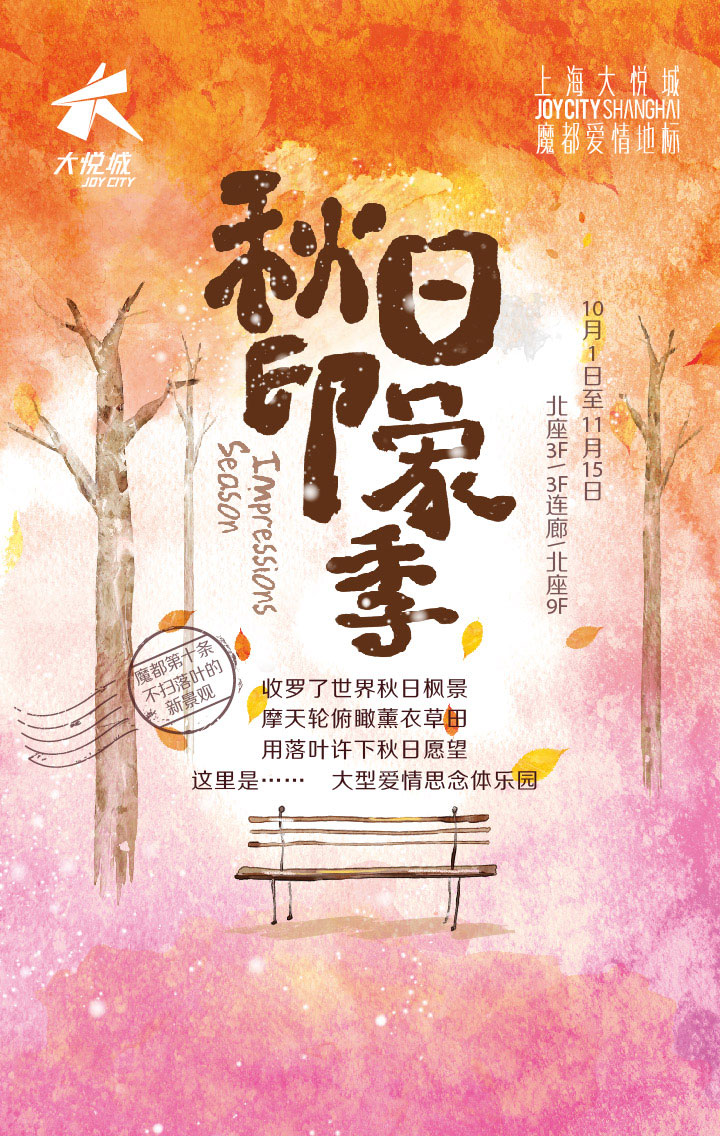 大悦城
JOY CITY
上海大悦城
JOYCITY SHANGHAI
魔都爱情地标
秋日
印象
季
Impressions
Season
10月1日至11月15日
北座3F/3F连廊/北座9F
魔都第十条
不扫落叶的
新景观
收罗了世界秋日枫景
摩天轮俯瞰薰衣草田
用落叶许下秋日愿望
这里是…… 大型爱情思念体乐园